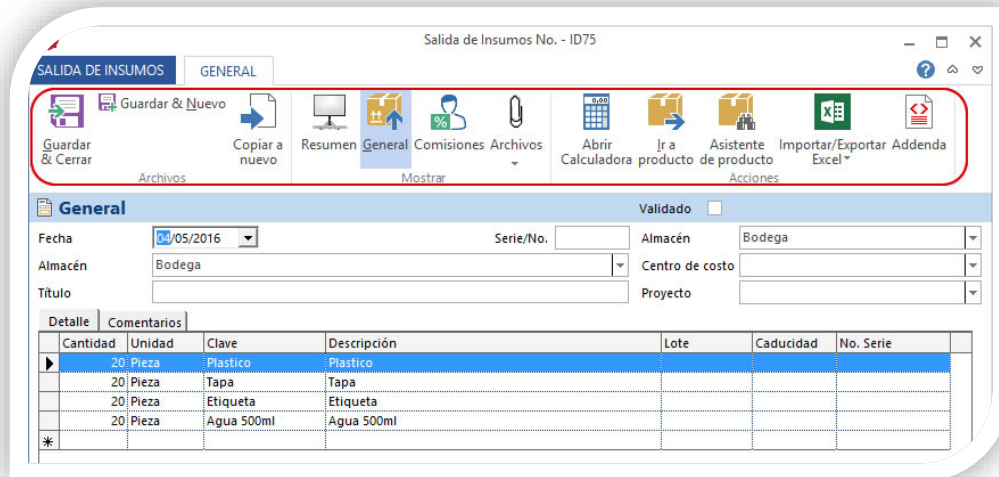 Salida de Insumos No. - ID75
SALIDA DE INSUMOS GENERAL
Guardar & Cerrar
Guardar & Nuevo
Copiar a nuevo
Archivos
Resumen General Comisiones Archivos
Mostrar
Abrir Calculadora
Ir a producto
Asistente de producto
Importar/Exportar Excel
Addenda
Acciones
General Validado
Fecha 04/05/2016 Serie/No. Almacén Bodega
Almacén Bodega Centro de costo
Título Proyecto
Detalle Comentarios
Cantidad Unidad Clave Descripción Lote Caducidad No. Serie
20 Pieza Plastico Plastico
20 Pieza Tapa Tapa
20 Pieza Etiqueta Etiqueta
20 Pieza Agua 500ml Agua 500ml